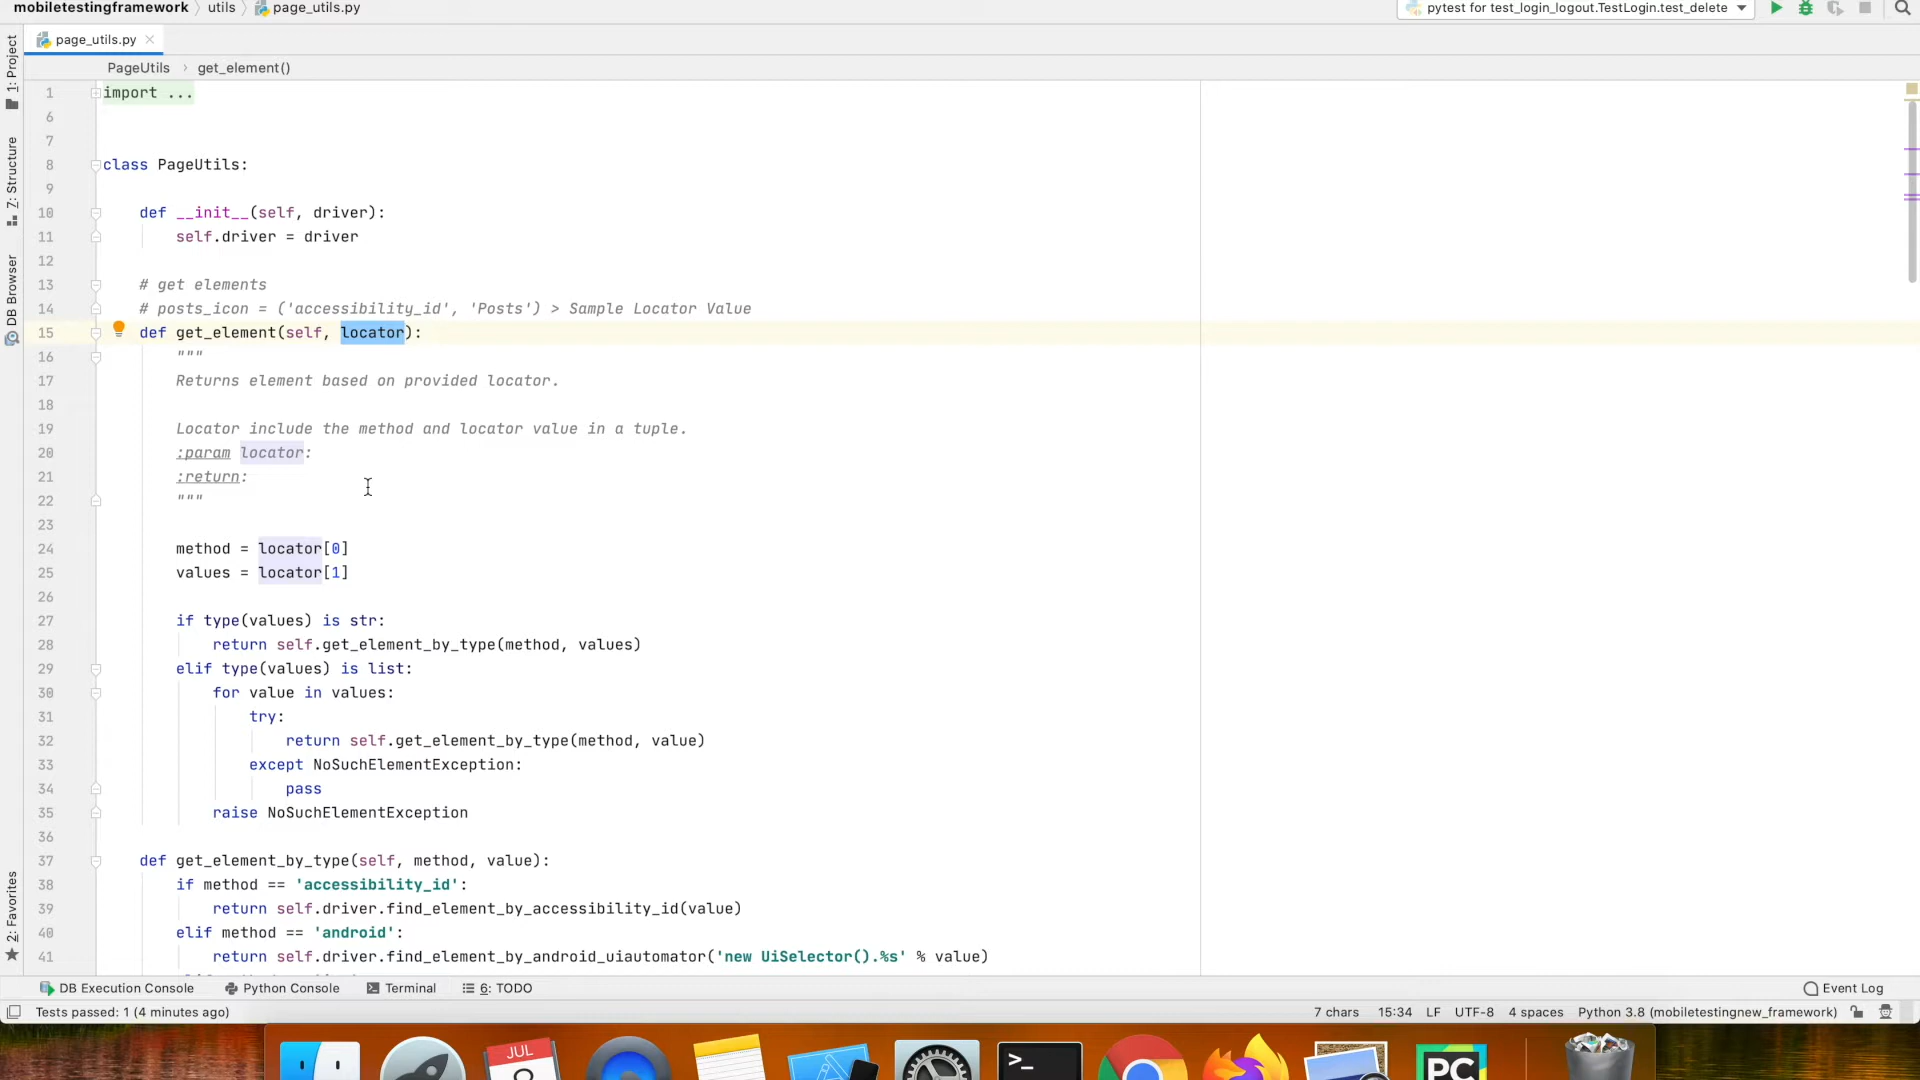 mobiletestingframework › utils › page_utils.py
pytest for test_login_logout.TestLogin.test_delete
page_utils.py
PageUtils › get_element()
1: Project
Z: Structure
DB Browser
2: Favorites
1 import ...
6
7
8 class PageUtils:
9
10 def __init__(self, driver):
11 self.driver = driver
12
13 # get elements
14 # posts_icon = ('accessibility_id', 'Posts') > Sample Locator Value
15 def get_element(self, locator):
16 """
17 Returns element based on provided locator.
18
19 Locator include the method and locator value in a tuple.
20 :param locator:
21 :return:
22 """
23
24 method = locator[0]
25 values = locator[1]
26
27 if type(values) is str:
28 return self.get_element_by_type(method, values)
29 elif type(values) is list:
30 for value in values:
31 try:
32 return self.get_element_by_type(method, value)
33 except NoSuchElementException:
34 pass
35 raise NoSuchElementException
36
37 def get_element_by_type(self, method, value):
38 if method == 'accessibility_id':
39 return self.driver.find_element_by_accessibility_id(value)
40 elif method == 'android':
41 return self.driver.find_element_by_android_uiautomator('new UiSelector().%s' % value)
DB Execution Console Python Console Terminal 6: TODO Event Log
Tests passed: 1 (4 minutes ago) 7 chars 15:34 LF UTF-8 4 spaces Python 3.8 (mobiletestingnew_framework)
JUL
>_
PC